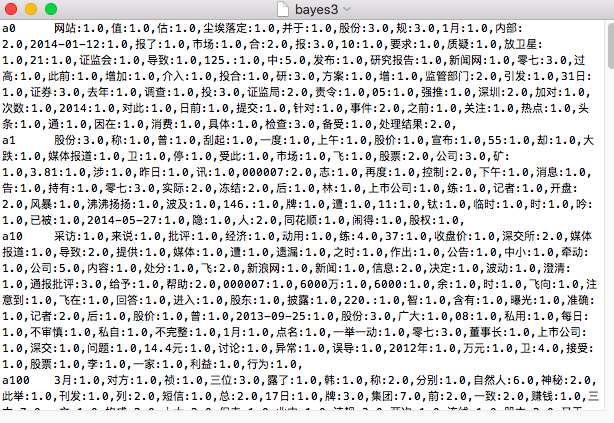 bayes3
a0 网站:1.0,值:1.0,估:1.0,尘埃落定:1.0,并于:1.0,股份:3.0,规:3.0,1月:1.0,内部:
2.0,2014-01-12:1.0,报了:1.0,市场:1.0,合:2.0,报:3.0,10:1.0,要求:1.0,质疑:1.0,放卫星:
1.0,21:1.0,证监会:1.0,导致:1.0,125.:1.0,中:5.0,发布:1.0,研究报告:1.0,新闻网:1.0,零七:3.0,过
高:1.0,此前:1.0,增加:1.0,介入:1.0,投合:1.0,研:3.0,方案:1.0,增:1.0,监管部门:2.0,引发:1.0,31日:
1.0,证券:3.0,去年:1.0,调查:1.0,投:3.0,证监局:2.0,责令:1.0,05:1.0,强推:1.0,深圳:2.0,加对:1.0,
次数:1.0,2014:1.0,对此:1.0,日前:1.0,提交:1.0,针对:1.0,事件:2.0,之前:1.0,关注:1.0,热点:1.0,头
条:1.0,通:1.0,因在:1.0,消费:1.0,具体:1.0,检查:3.0,备受:1.0,处理结果:2.0,
a1 股份:3.0,称:1.0,曾:1.0,刮起:1.0,一度:1.0,上午:1.0,股价:1.0,宣布:1.0,55:1.0,却:1.0,大
跌:1.0,媒体报道:1.0,卫:1.0,停:1.0,受此:1.0,市场:1.0,飞:1.0,股票:2.0,公司:3.0,矿:
1.0,3.81:1.0,涉:1.0,昨日:1.0,讯:1.0,000007:2.0,志:1.0,再度:1.0,控制:2.0,下午:1.0,消息:1.0,
告:1.0,持有:1.0,零七:3.0,实际:2.0,冻结:2.0,后:1.0,林:1.0,上市公司:1.0,练:1.0,记者:1.0,开盘:
2.0,风暴:1.0,沸沸扬扬:1.0,波及:1.0,146.:1.0,牌:1.0,遭:1.0,11:1.0,钛:1.0,临时:1.0,时:1.0,吟:
1.0,已被:1.0,2014-05-27:1.0,隐:1.0,人:2.0,同花顺:1.0,闹得:1.0,股权:1.0,
a10 采访:1.0,来说:1.0,批评:1.0,经济:1.0,动用:1.0,练:4.0,37:1.0,收盘价:1.0,深交所:2.0,媒体
报道:1.0,导致:2.0,提供:1.0,媒体:1.0,遭:1.0,遗漏:1.0,之时:1.0,作出:1.0,公告:1.0,中小:1.0,牵动:
1.0,公司:5.0,内容:1.0,处分:1.0,飞:2.0,新浪网:1.0,新闻:1.0,信息:2.0,决定:1.0,波动:1.0,澄清:
1.0,通报批评:3.0,给予:1.0,帮助:2.0,000007:1.0,6000万:1.0,6000:1.0,余:1.0,时:1.0,飞向:1.0,注
意到:1.0,飞在:1.0,回答:1.0,进入:1.0,股东:1.0,披露:1.0,220.:1.0,智:1.0,含有:1.0,曝光:1.0,准确:
1.0,记者:2.0,后:1.0,股价:1.0,曾:1.0,2013-09-25:1.0,股份:3.0,广大:1.0,08:1.0,私用:1.0,每日:
1.0,不审慎:1.0,私自:1.0,不完整:1.0,1月:1.0,点名:1.0,一举一动:1.0,零七:3.0,董事长:1.0,上市公司:
1.0,深交:1.0,问题:1.0,14.4元:1.0,讨论:1.0,异常:1.0,误导:1.0,2012年:1.0,万元:1.0,卫:4.0,接受:
1.0,股票:1.0,李:1.0,一家:1.0,利益:1.0,行为:1.0,
a100 3月:1.0,对方:1.0,祯:1.0,三位:3.0,露了:1.0,韩:1.0,称:2.0,分别:1.0,自然人:6.0,神秘:2.0,
此举:1.0,刊发:1.0,列:2.0,短信:1.0,总:2.0,17日:1.0,牌:3.0,集团:7.0,前:2.0,一致:2.0,赚钱:1.0,三